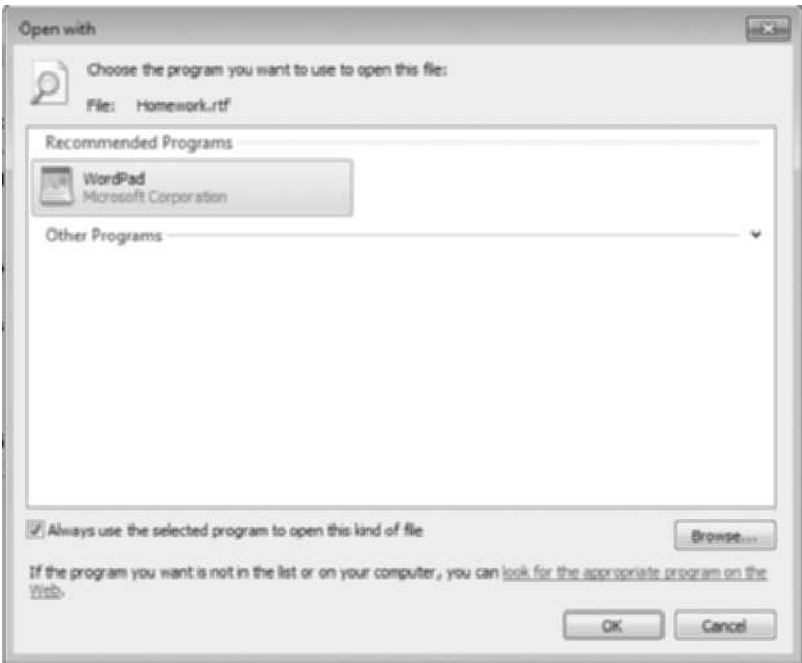 Open with
Choose the program you want to use to open this file:
File: Homework.rtf
Recommended Programs
WordPad
Microsoft Corporation
Other Programs
Always use the selected program to open this kind of file
Browse...
If the program you want is not in the list or on your computer, you can look for the appropriate program on the
Web.
OK Cancel